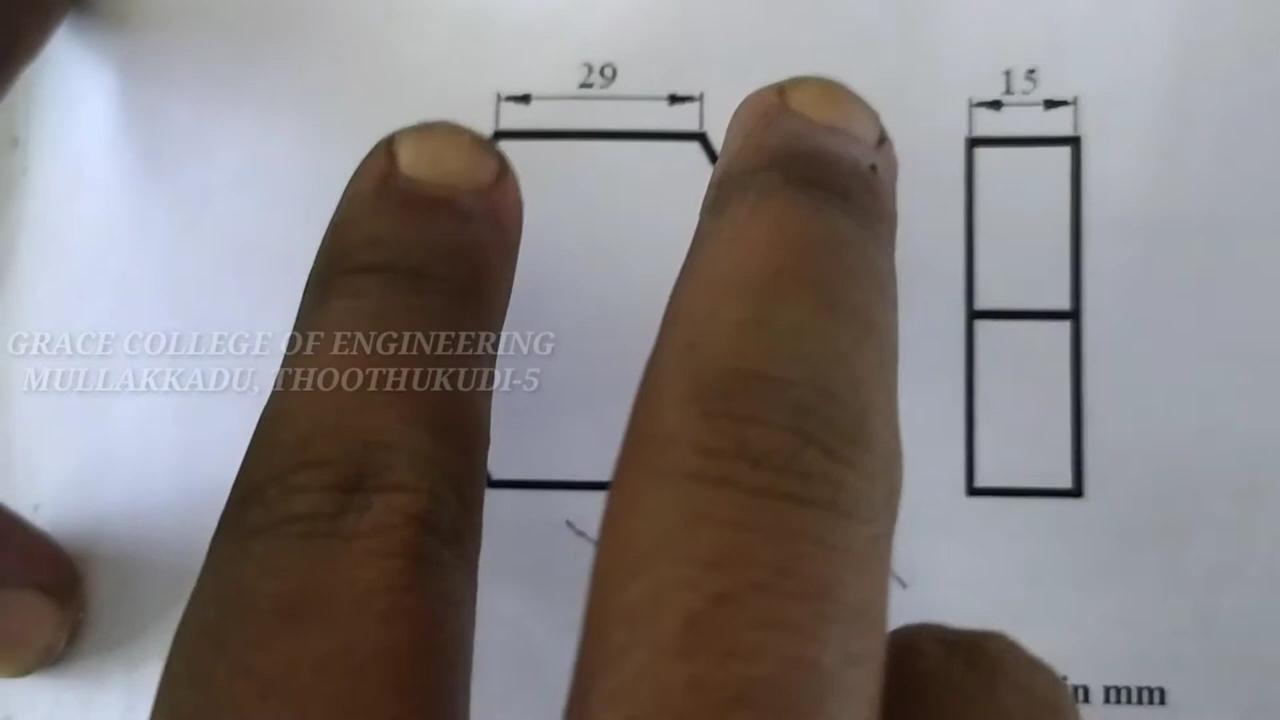 29
15
GRACE COLLEGE OF ENGINEERING
MULLAKKADU, THOOTHUKUDI-5
in mm